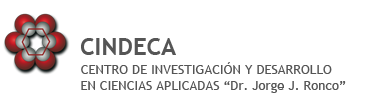 CINDECA
CENTRO DE INVESTIGACIÓN Y DESARROLLO
EN CIENCIAS APLICADAS “Dr. Jorge J. Ronco”